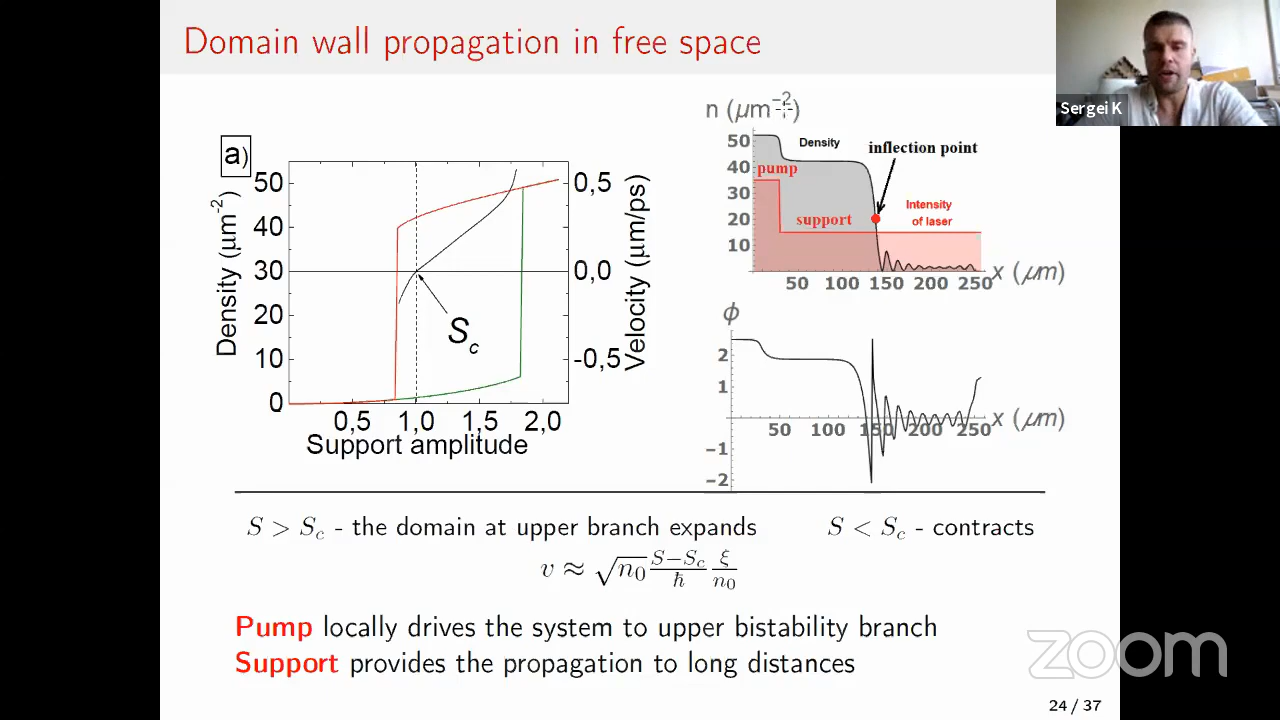 Domain wall propagation in free space
Sergei K
a)
50
40
30
20
10
0
Density (μm⁻²)
0,5
1,0
1,5
2,0
Support amplitude
0,5
0,0
-0,5
Velocity (μm/ps)
S_c
n (μm⁻²)
50
40
30
20
10
Density
inflection point
pump
support
Intensity
of laser
50 100 150 200 250
x (μm)
ϕ
2
1
−1
−2
50 100 150 200 250
x (μm)
S > S_c - the domain at upper branch expands
S < S_c - contracts
v ≈ √n₀ (S−S_c)/ħ ξ/n₀
Pump locally drives the system to upper bistability branch
Support provides the propagation to long distances
zoom
24 / 37